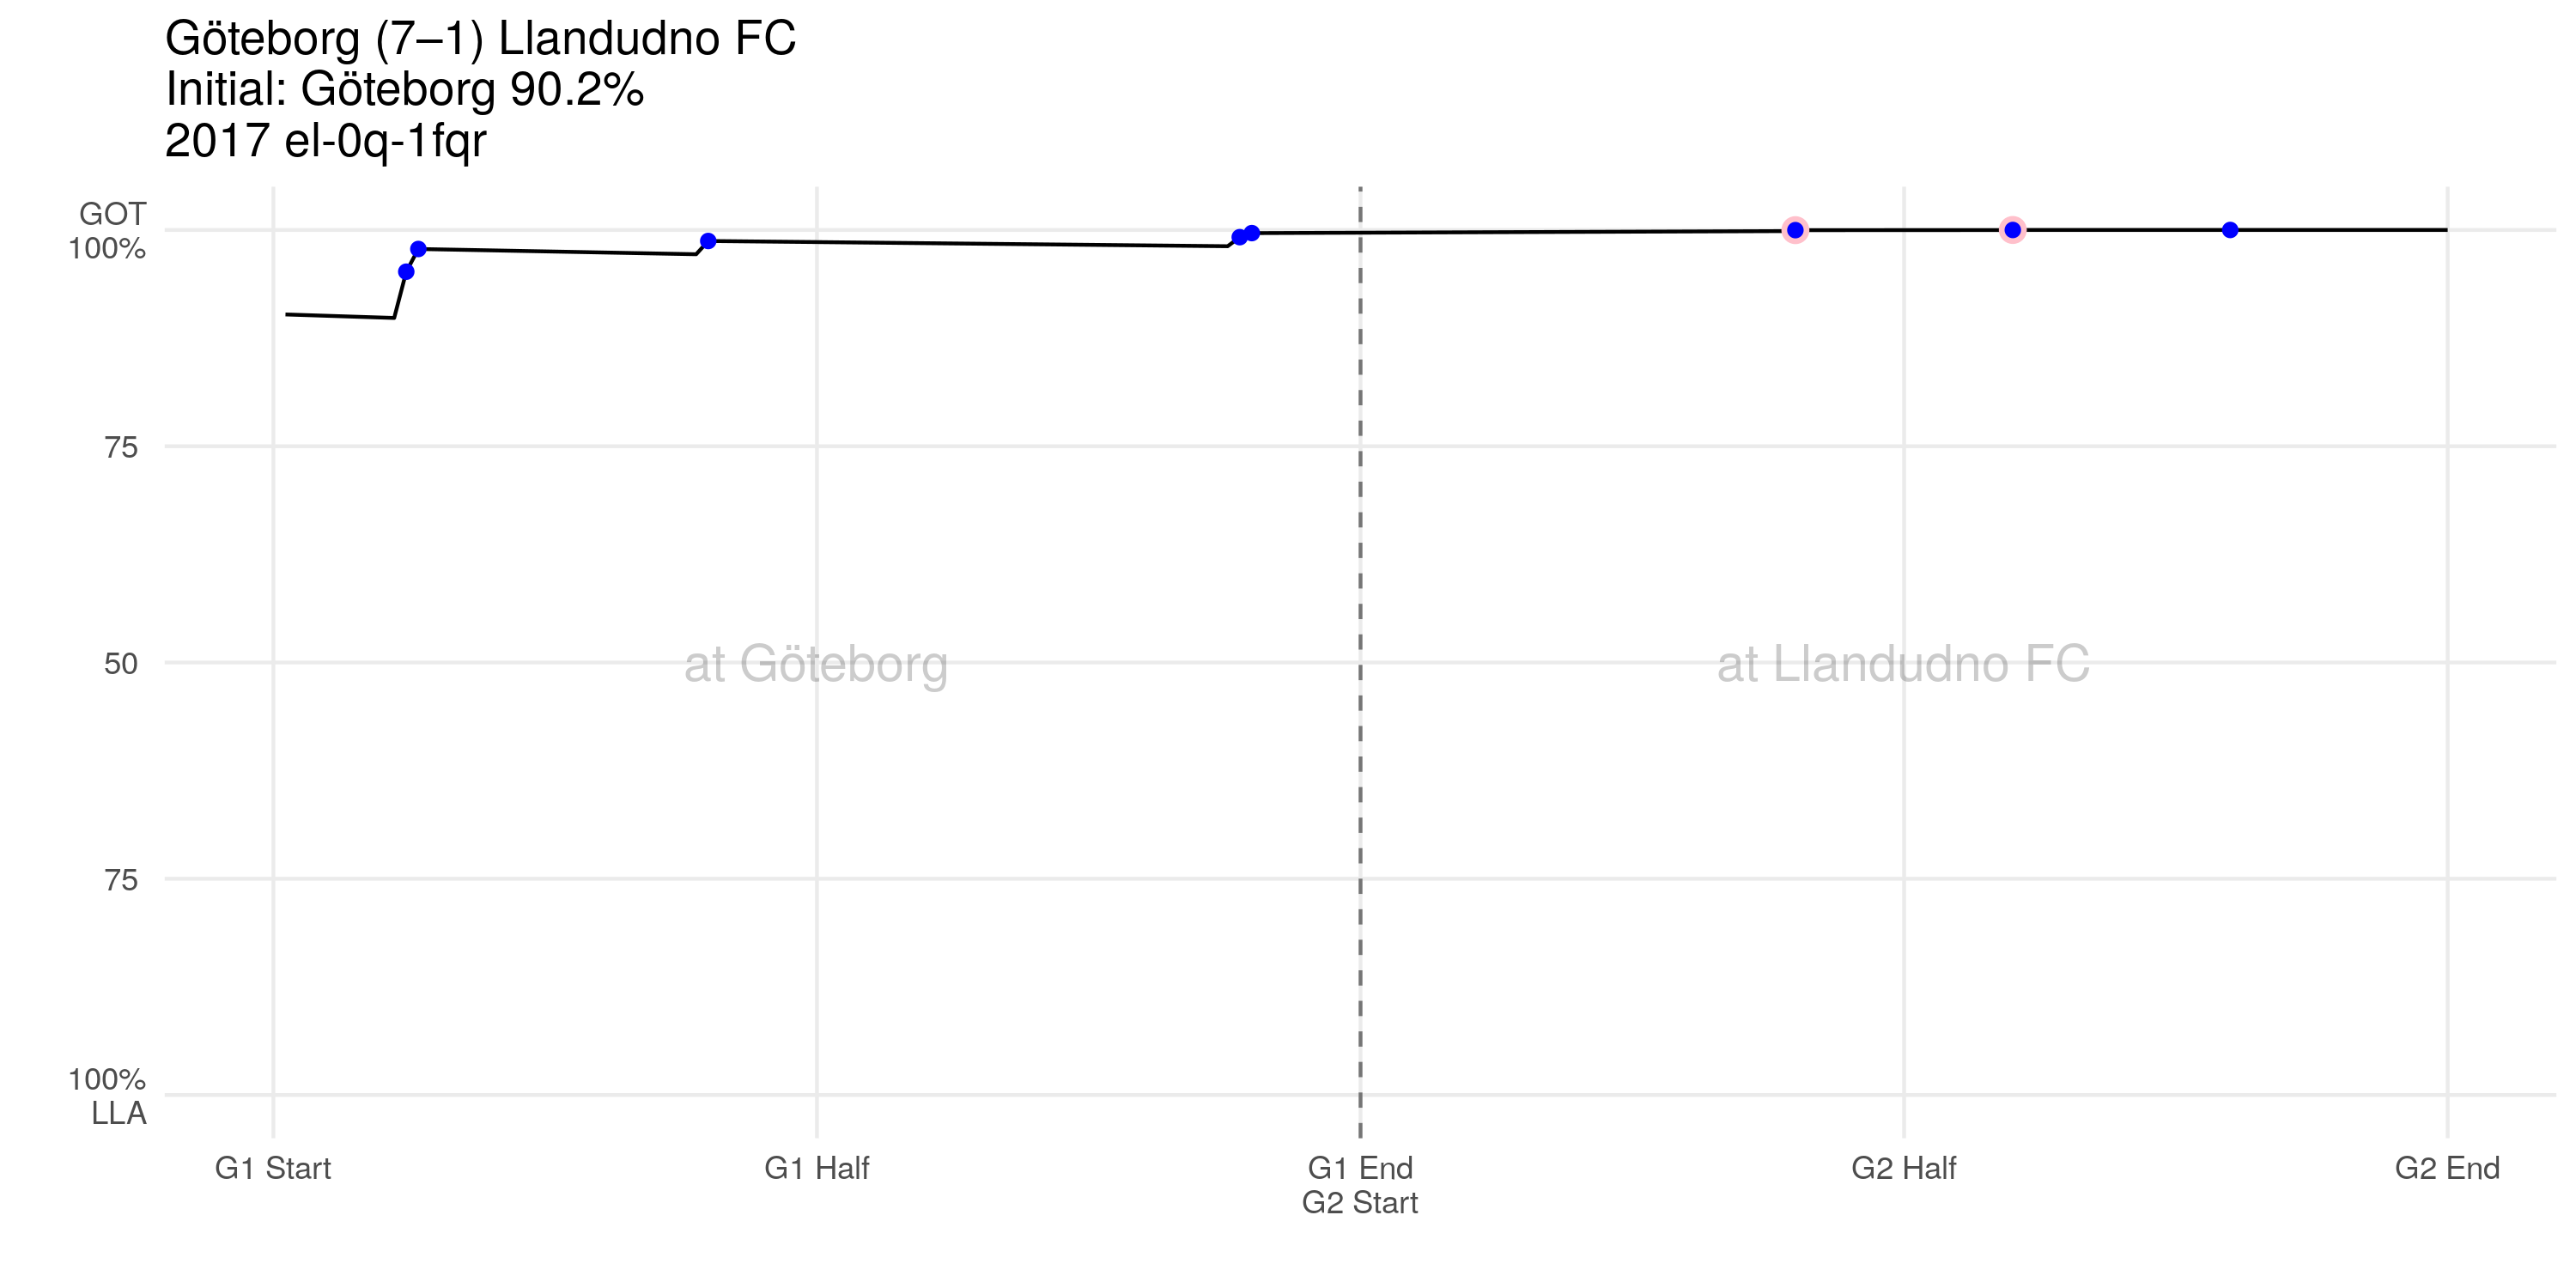 Göteborg (7–1) Llandudno FC
Initial: Göteborg 90.2%
2017 el-0q-1fqr
GOT
100%
75
50
75
100%
LLA
at Göteborg
at Llandudno FC
G1 Start
G1 Half
G1 End
G2 Start
G2 Half
G2 End